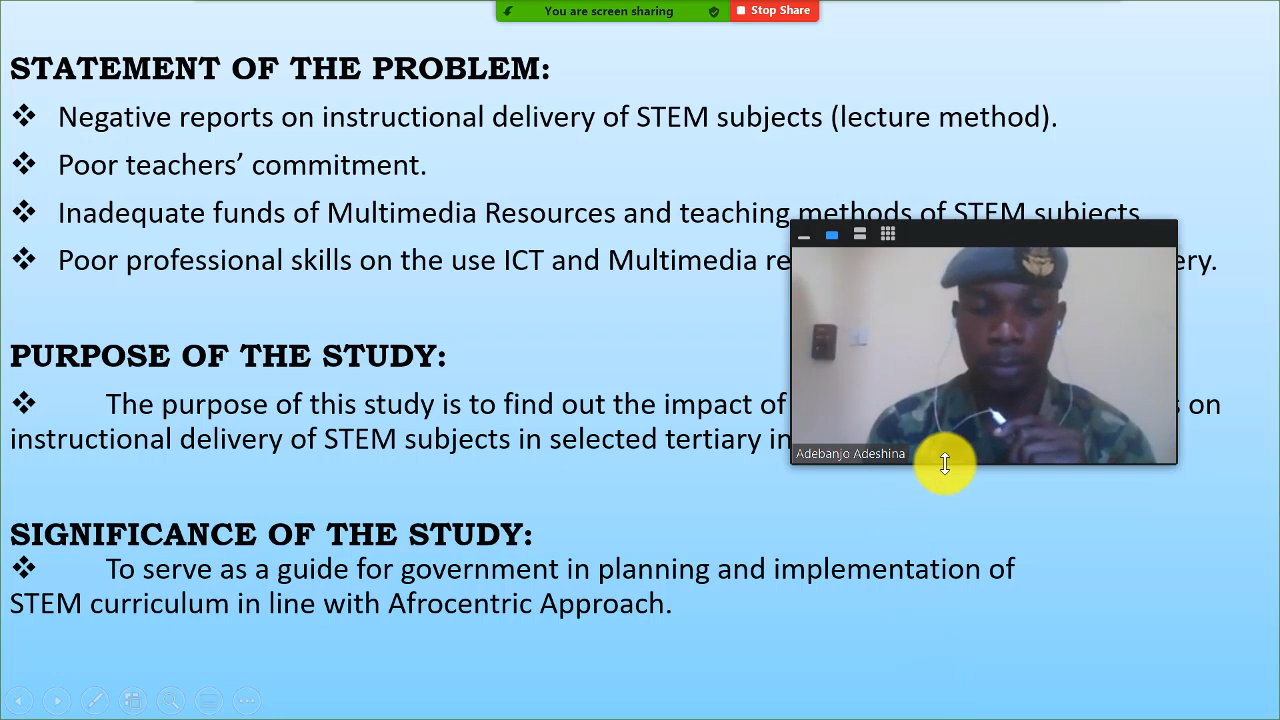 You are screen sharing
Stop Share
STATEMENT OF THE PROBLEM:
❖ Negative reports on instructional delivery of STEM subjects (lecture method).
❖ Poor teachers’ commitment.
❖ Inadequate funds of Multimedia Resources and teaching methods of STEM subjects
❖ Poor professional skills on the use ICT and Multimedia re ery.
PURPOSE OF THE STUDY:
❖ The purpose of this study is to find out the impact of s on
instructional delivery of STEM subjects in selected tertiary in
Adebanjo Adeshina
SIGNIFICANCE OF THE STUDY:
❖ To serve as a guide for government in planning and implementation of
STEM curriculum in line with Afrocentric Approach.